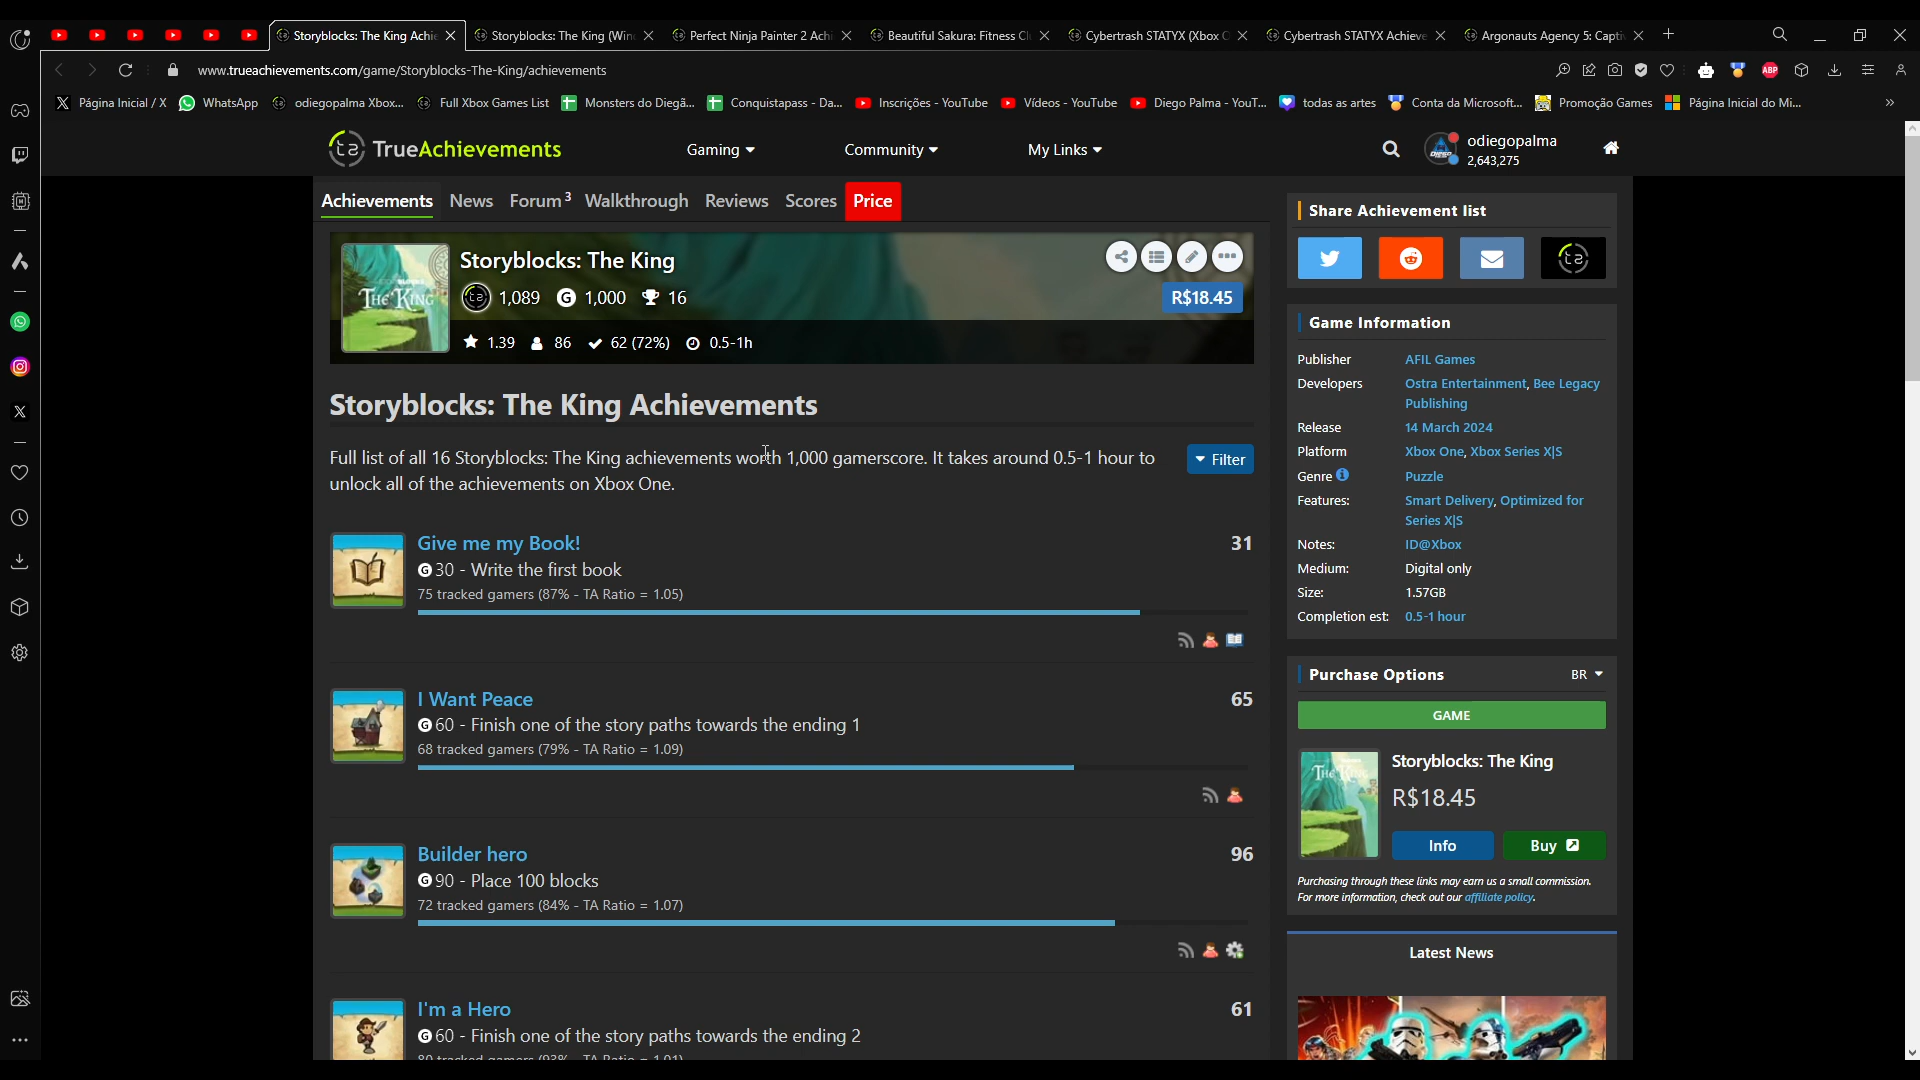 Storyblocks: The King Achi
Storyblocks: The King (Win
Perfect Ninja Painter 2 Achi
Beautiful Sakura: Fitness Cl
Cybertrash STATYX (Xbox O
Cybertrash STATYX Achieve
Argonauts Agency 5: Capti
www.trueachievements.com/game/Storyblocks-The-King/achievements
ABP
Página Inicial / X
WhatsApp
odiegopalma Xbox...
Full Xbox Games List
Monsters do Diegã...
Conquistapass - Da...
Inscrições - YouTube
Vídeos - YouTube
Diego Palma - YouT...
todas as artes
Conta da Microsoft...
Promoção Games
Página Inicial do Mi...
TrueAchievements
Gaming
Community
My Links
odiegopalma
2,643,275
Achievements
News
Forum 3
Walkthrough
Reviews
Scores
Price
The King
Storyblocks: The King
1,089
1,000
16
R$18.45
1.39
86
62 (72%)
0.5-1h
Storyblocks: The King Achievements
Full list of all 16 Storyblocks: The King achievements worth 1,000 gamerscore. It takes around 0.5-1 hour to
unlock all of the achievements on Xbox One.
Filter
Give me my Book!
31
G 30 - Write the first book
75 tracked gamers (87% - TA Ratio = 1.05)
I Want Peace
65
G 60 - Finish one of the story paths towards the ending 1
68 tracked gamers (79% - TA Ratio = 1.09)
Builder hero
96
G 90 - Place 100 blocks
72 tracked gamers (84% - TA Ratio = 1.07)
I'm a Hero
61
G 60 - Finish one of the story paths towards the ending 2
80 tracked gamers (93% - TA Ratio = 1.01)
Share Achievement list
Game Information
Publisher AFIL Games
Developers Ostra Entertainment, Bee Legacy
Publishing
Release 14 March 2024
Platform Xbox One, Xbox Series X|S
Genre Puzzle
Features: Smart Delivery, Optimized for
Series X|S
Notes: ID@Xbox
Medium: Digital only
Size: 1.57GB
Completion est: 0.5-1 hour
Purchase Options
BR
GAME
The King
Storyblocks: The King
R$18.45
Info
Buy
Purchasing through these links may earn us a small commission.
For more information, check out our affiliate policy.
Latest News